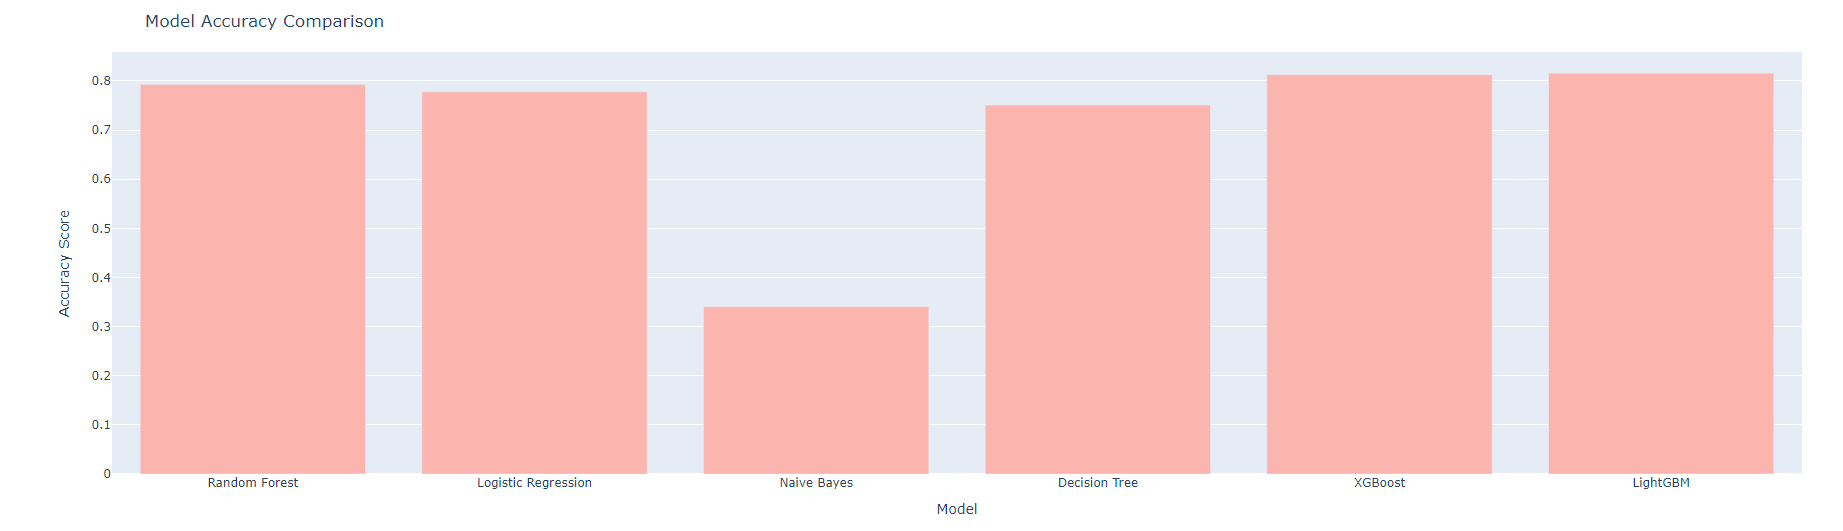 Model Accuracy Comparison
0.8
0.7
0.6
0.5
0.4
0.3
0.2
0.1
0
Accuracy Score
Random Forest
Logistic Regression
Naive Bayes
Decision Tree
XGBoost
LightGBM
Model